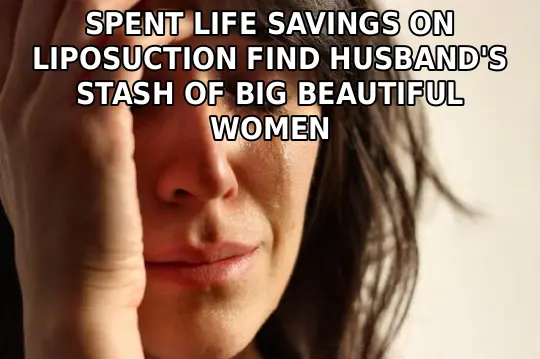 SPENT LIFE SAVINGS ON
LIPOSUCTION FIND HUSBAND'S
STASH OF BIG BEAUTIFUL
WOMEN